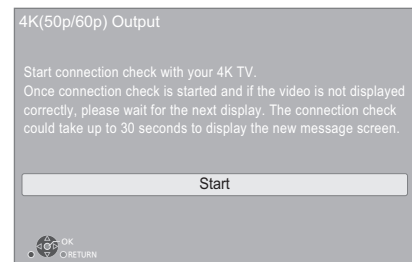 4K(50p/60p) Output
Start connection check with your 4K TV.
Once connection check is started and if the video is not displayed
correctly, please wait for the next display. The connection check
could take up to 30 seconds to display the new message screen.
Start
OK
RETURN